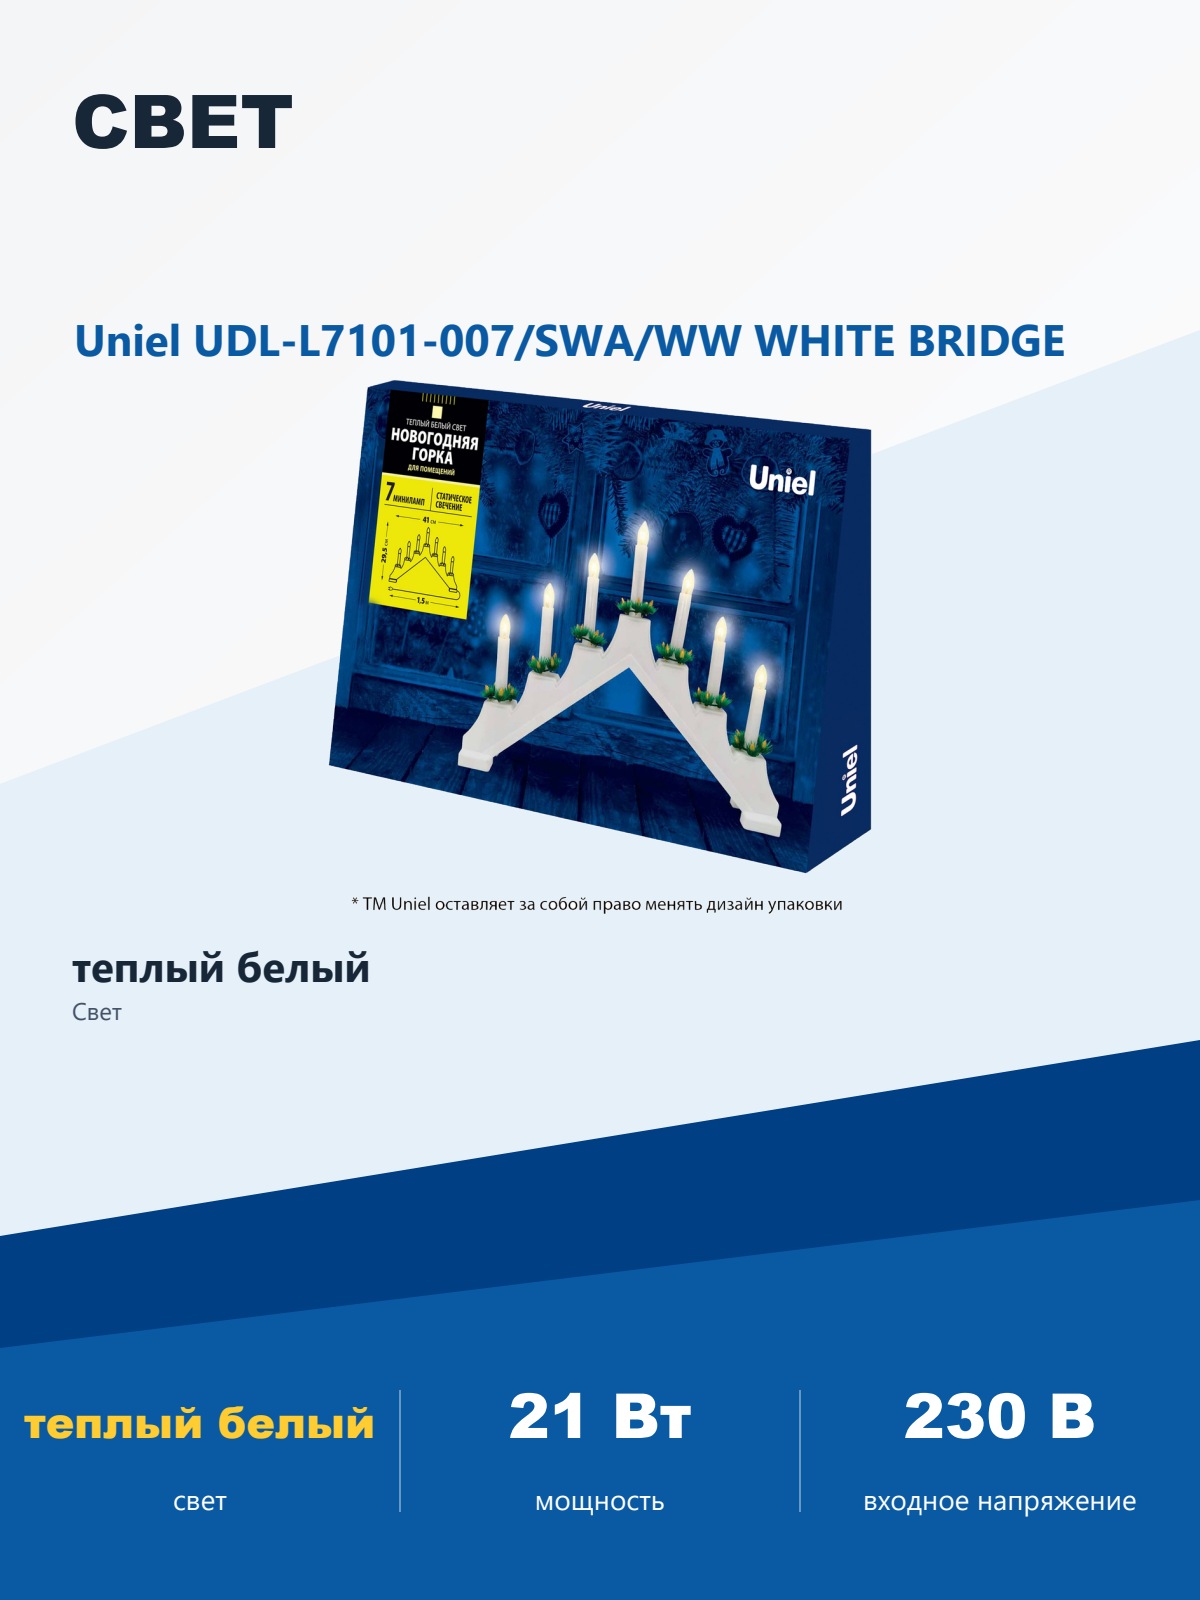 СВЕТ
Uniel UDL-L7101-007/SWA/WW WHITE BRIDGE
Uniel
ТЕПЛЫЙ БЕЛЫЙ СВЕТ
НОВОГОДНЯЯ
ГОРКА
ДЛЯ ПОМЕЩЕНИЙ
7 МИНИЛАМП
СТАТИЧЕСКОЕ
СВЕЧЕНИЕ
41 СМ
29,5 СМ
1.5 М
Uniel
Uniel
* ТМ Uniel оставляет за собой право менять дизайн упаковки
теплый белый
Свет
теплый белый
свет
21 Вт
мощность
230 В
входное напряжение